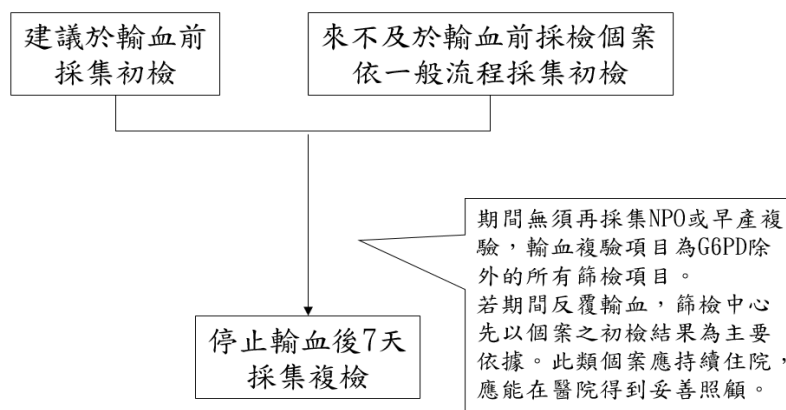 建議於輸血前
採集初檢
來不及於輸血前採檢個案
依一般流程採集初檢
期間無須再採集NPO或早產複
驗，輸血複驗項目為G6PD除
外的所有篩檢項目。
若期間反覆輸血，篩檢中心
先以個案之初檢結果為主要
依據。此類個案應持續住院，
應能在醫院得到妥善照顧。
停止輸血後7天
採集複檢